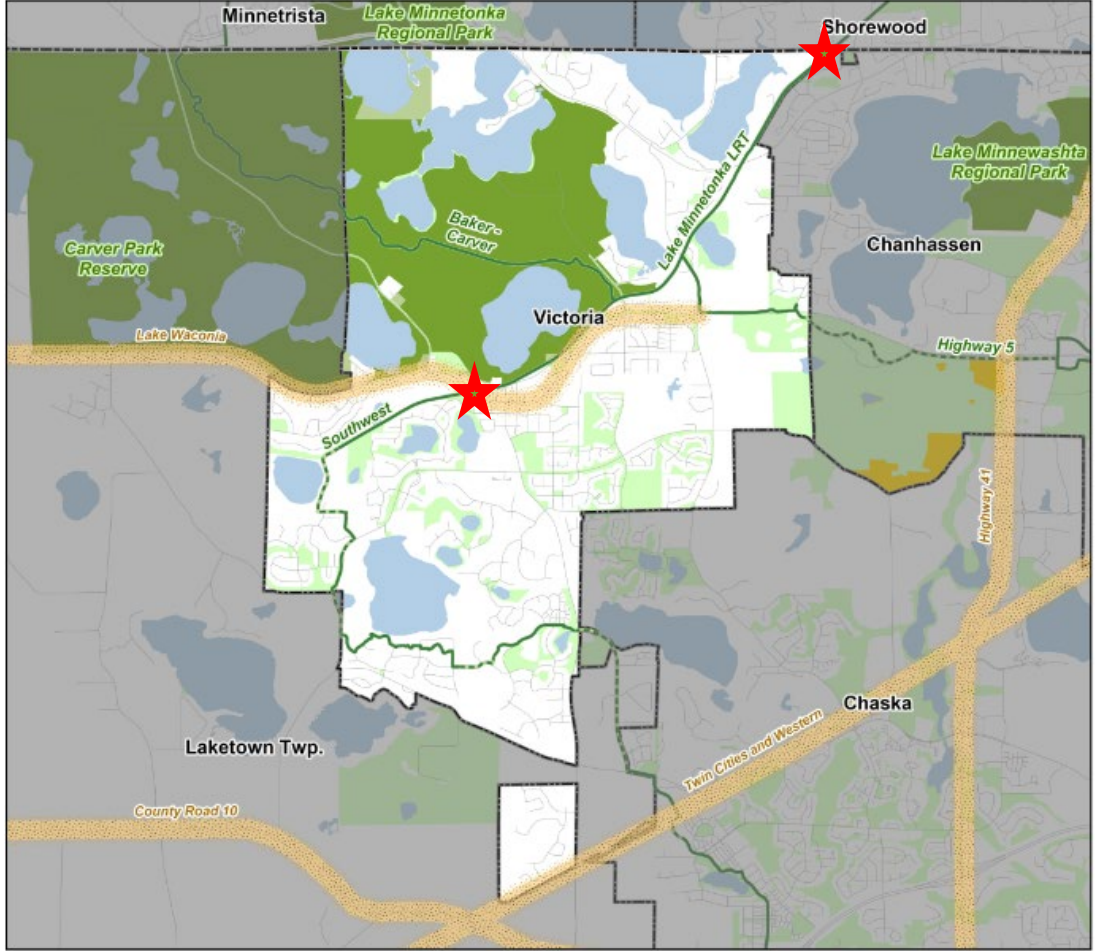 Minnetrista
Lake Minnetonka
Regional Park
Shorewood
Lake Minnewashta
Regional Park
Lake Minnetonka LRT
Baker -
Carver
Chanhassen
Carver Park
Reserve
Victoria
Lake Waconia
Highway 5
Southwest
Highway 41
Chaska
Laketown Twp.
Twin Cities and Western
County Road 10